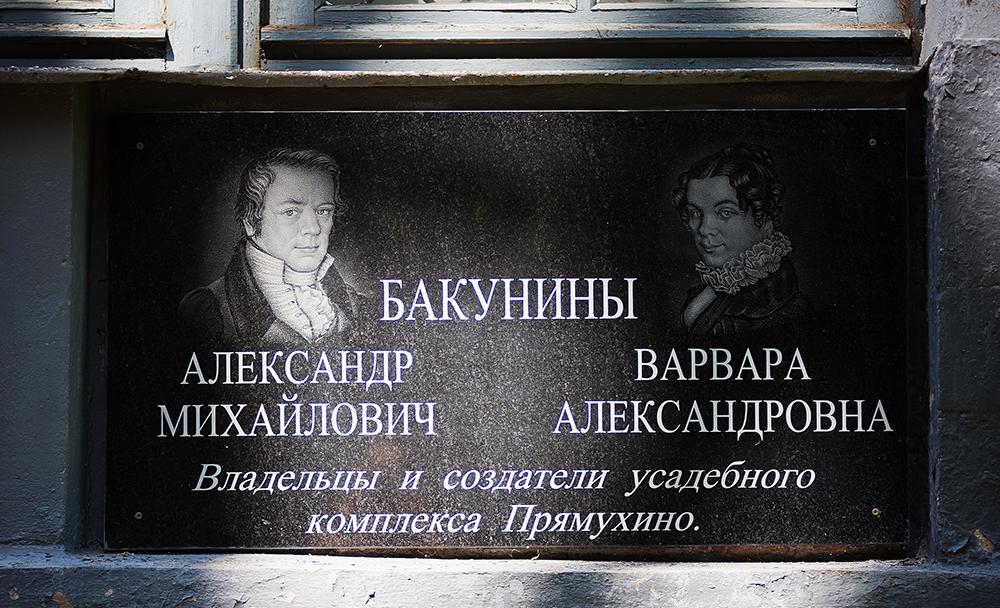 БАКУНИНЫ
АЛЕКСАНДР
МИХАЙЛОВИЧ
ВАРВАРА
АЛЕКСАНДРОВНА
Владельцы и создатели усадебного
комплекса Прямухино.